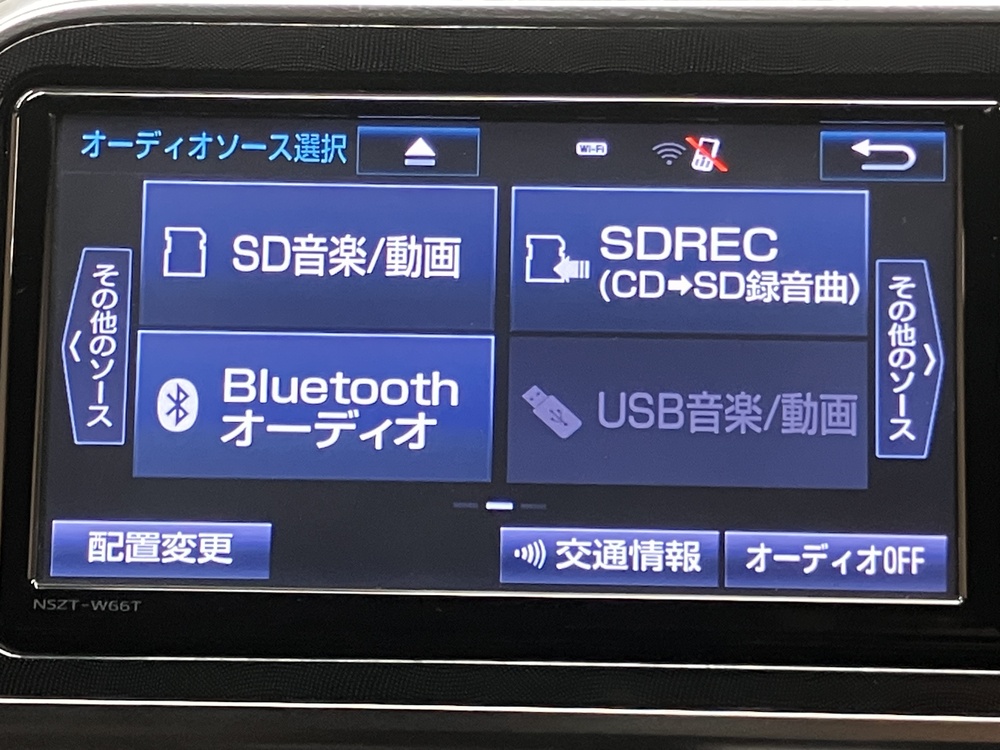 オーディオソース選択
Wi-Fi
SD音楽/動画
SDREC
(CD➡SD録音曲)
その他のソース
その他のソース
Bluetooth
オーディオ
USB音楽/動画
配置変更
交通情報
オーディオOFF
NSZT-W66T